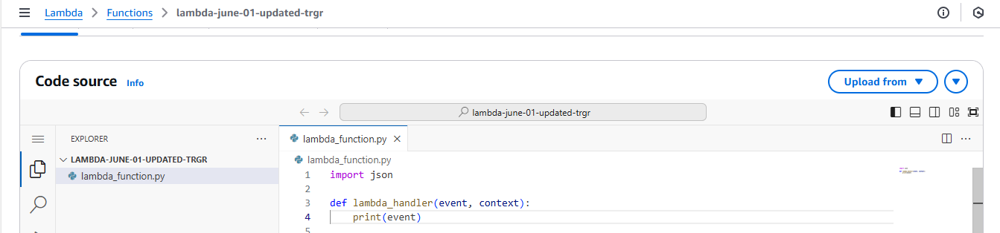 Lambda > Functions > lambda-june-01-updated-trgr
Code source Info
Upload from
lambda-june-01-updated-trgr
EXPLORER ...
lambda_function.py
LAMBDA-JUNE-01-UPDATED-TRGR
lambda_function.py
lambda_function.py
1 import json
2
3 def lambda_handler(event, context):
4 print(event)
5